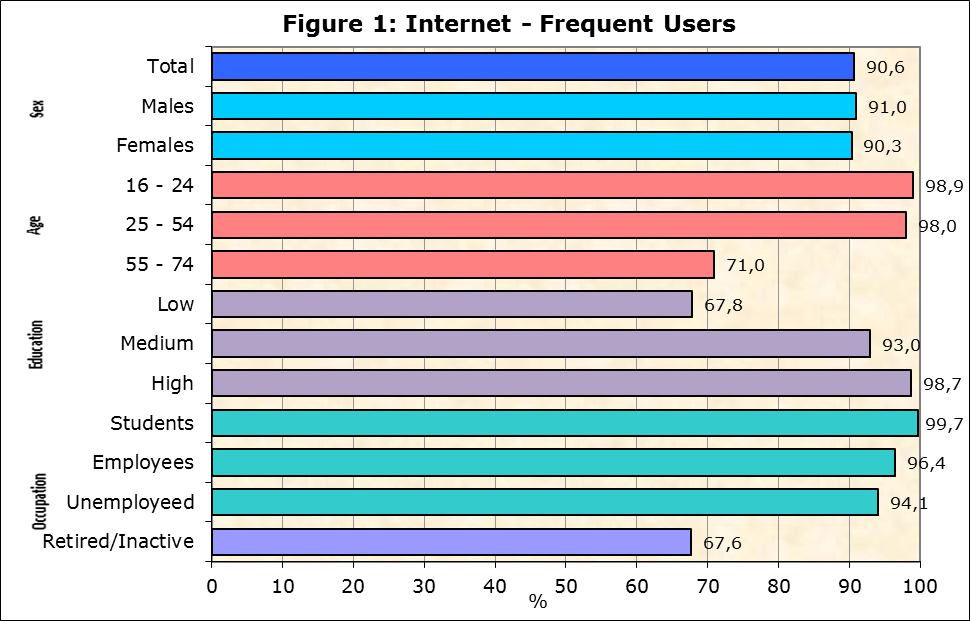 Figure 1: Internet - Frequent Users
Sex
Age
Education
Occupation
Total 90,6
Males 91,0
Females 90,3
16 - 24 98,9
25 - 54 98,0
55 - 74 71,0
Low 67,8
Medium 93,0
High 98,7
Students 99,7
Employees 96,4
Unemployeed 94,1
Retired/Inactive 67,6
0 10 20 30 40 50 60 70 80 90 100
%